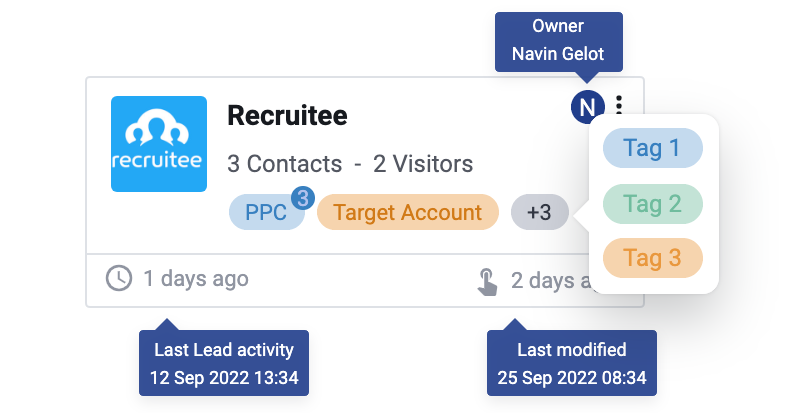 Owner
Navin Gelot
N
recruitee
Recruitee
3 Contacts - 2 Visitors
PPC 3
Target Account
+3
Tag 1
Tag 2
Tag 3
1 days ago
2 days
Last Lead activity
12 Sep 2022 13:34
Last modified
25 Sep 2022 08:34